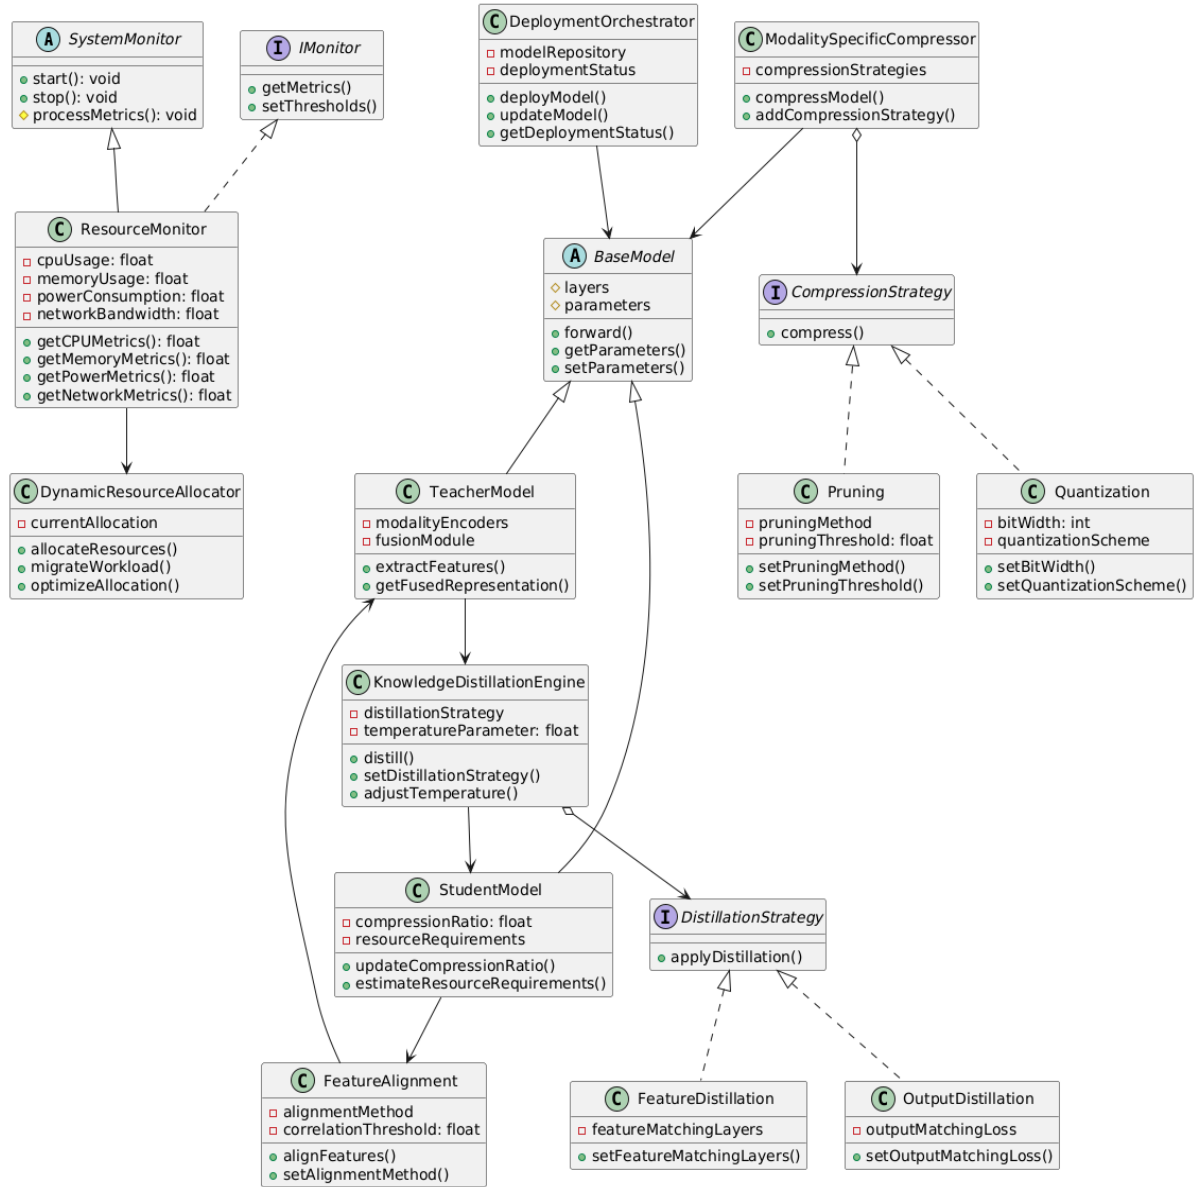 A SystemMonitor
start(): void
stop(): void
processMetrics(): void
I IMonitor
getMetrics()
setThresholds()
C DeploymentOrchestrator
modelRepository
deploymentStatus
deployModel()
updateModel()
getDeploymentStatus()
C ModalitySpecificCompressor
compressionStrategies
compressModel()
addCompressionStrategy()
C ResourceMonitor
cpuUsage: float
memoryUsage: float
powerConsumption: float
networkBandwidth: float
getCPUMetrics(): float
getMemoryMetrics(): float
getPowerMetrics(): float
getNetworkMetrics(): float
A BaseModel
layers
parameters
forward()
getParameters()
setParameters()
I CompressionStrategy
compress()
C DynamicResourceAllocator
currentAllocation
allocateResources()
migrateWorkload()
optimizeAllocation()
C TeacherModel
modalityEncoders
fusionModule
extractFeatures()
getFusedRepresentation()
C Pruning
pruningMethod
pruningThreshold: float
setPruningMethod()
setPruningThreshold()
C Quantization
bitWidth: int
quantizationScheme
setBitWidth()
setQuantizationScheme()
C KnowledgeDistillationEngine
distillationStrategy
temperatureParameter: float
distill()
setDistillationStrategy()
adjustTemperature()
C StudentModel
compressionRatio: float
resourceRequirements
updateCompressionRatio()
estimateResourceRequirements()
I DistillationStrategy
applyDistillation()
C FeatureAlignment
alignmentMethod
correlationThreshold: float
alignFeatures()
setAlignmentMethod()
C FeatureDistillation
featureMatchingLayers
setFeatureMatchingLayers()
C OutputDistillation
outputMatchingLoss
setOutputMatchingLoss()